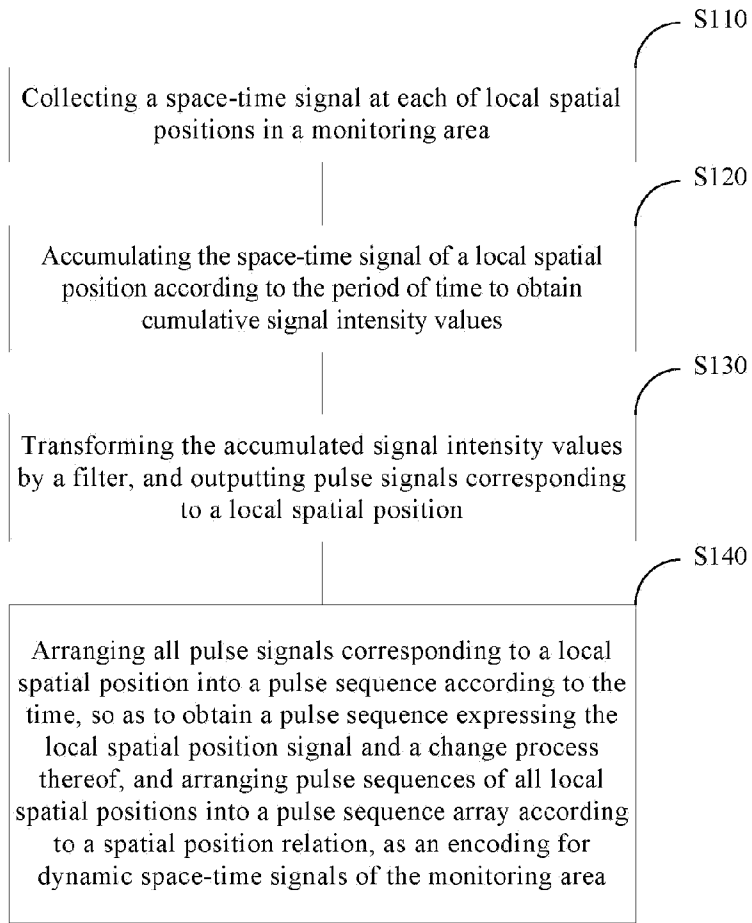 S110
Collecting a space-time signal at each of local spatial
positions in a monitoring area
S120
Accumulating the space-time signal of a local spatial
position according to the period of time to obtain
cumulative signal intensity values
S130
Transforming the accumulated signal intensity values
by a filter, and outputting pulse signals corresponding
to a local spatial position
S140
Arranging all pulse signals corresponding to a local
spatial position into a pulse sequence according to the
time, so as to obtain a pulse sequence expressing the
local spatial position signal and a change process
thereof, and arranging pulse sequences of all local
spatial positions into a pulse sequence array according
to a spatial position relation, as an encoding for
dynamic space-time signals of the monitoring area